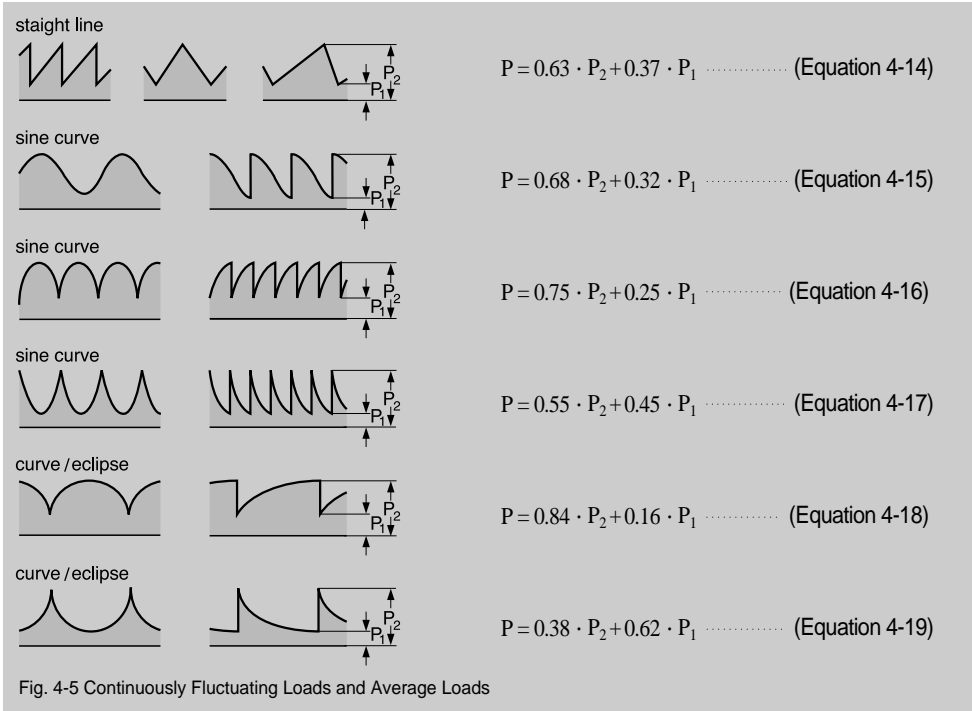 staight line
P2
P1
P = 0.63 · P2 + 0.37 · P1 ············ (Equation 4-14)
sine curve
P2
P1
P = 0.68 · P2 + 0.32 · P1 ············ (Equation 4-15)
sine curve
P2
P1
P = 0.75 · P2 + 0.25 · P1 ············ (Equation 4-16)
sine curve
P2
P1
P = 0.55 · P2 + 0.45 · P1 ············ (Equation 4-17)
curve / eclipse
P2
P1
P = 0.84 · P2 + 0.16 · P1 ············ (Equation 4-18)
curve / eclipse
P2
P1
P = 0.38 · P2 + 0.62 · P1 ············ (Equation 4-19)
Fig. 4-5 Continuously Fluctuating Loads and Average Loads